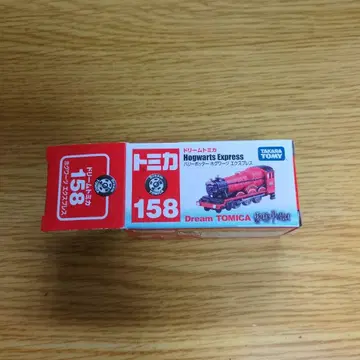 ドリームトミカ
158
ホグワーツ エクスプレス
トミカ
158
ドリームトミカ
Hogwarts Express
ハリー・ポッター ホグワーツ エクスプレス
TAKARA
TOMY
Dream TOMICA
Harry Potter